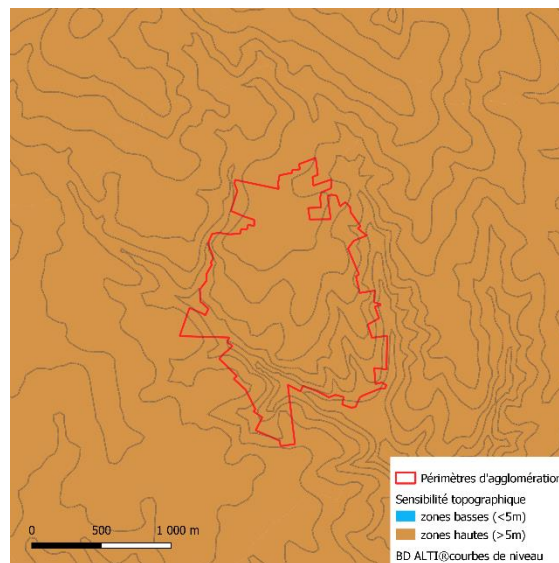 Périmètres d'agglomération
Sensibilité topographique
zones basses (<5m)
zones hautes (>5m)
BD ALTI®courbes de niveau
0 500 1 000 m